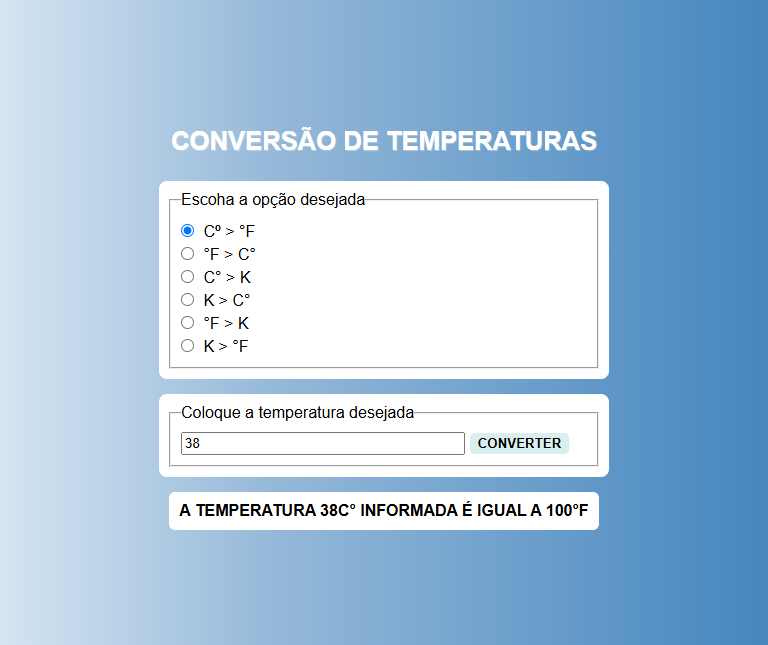 CONVERSÃO DE TEMPERATURAS
Escoha a opção desejada
Cº > °F
°F > C°
C° > K
K > C°
°F > K
K > °F
Coloque a temperatura desejada
38 CONVERTER
A TEMPERATURA 38C° INFORMADA É IGUAL A 100°F